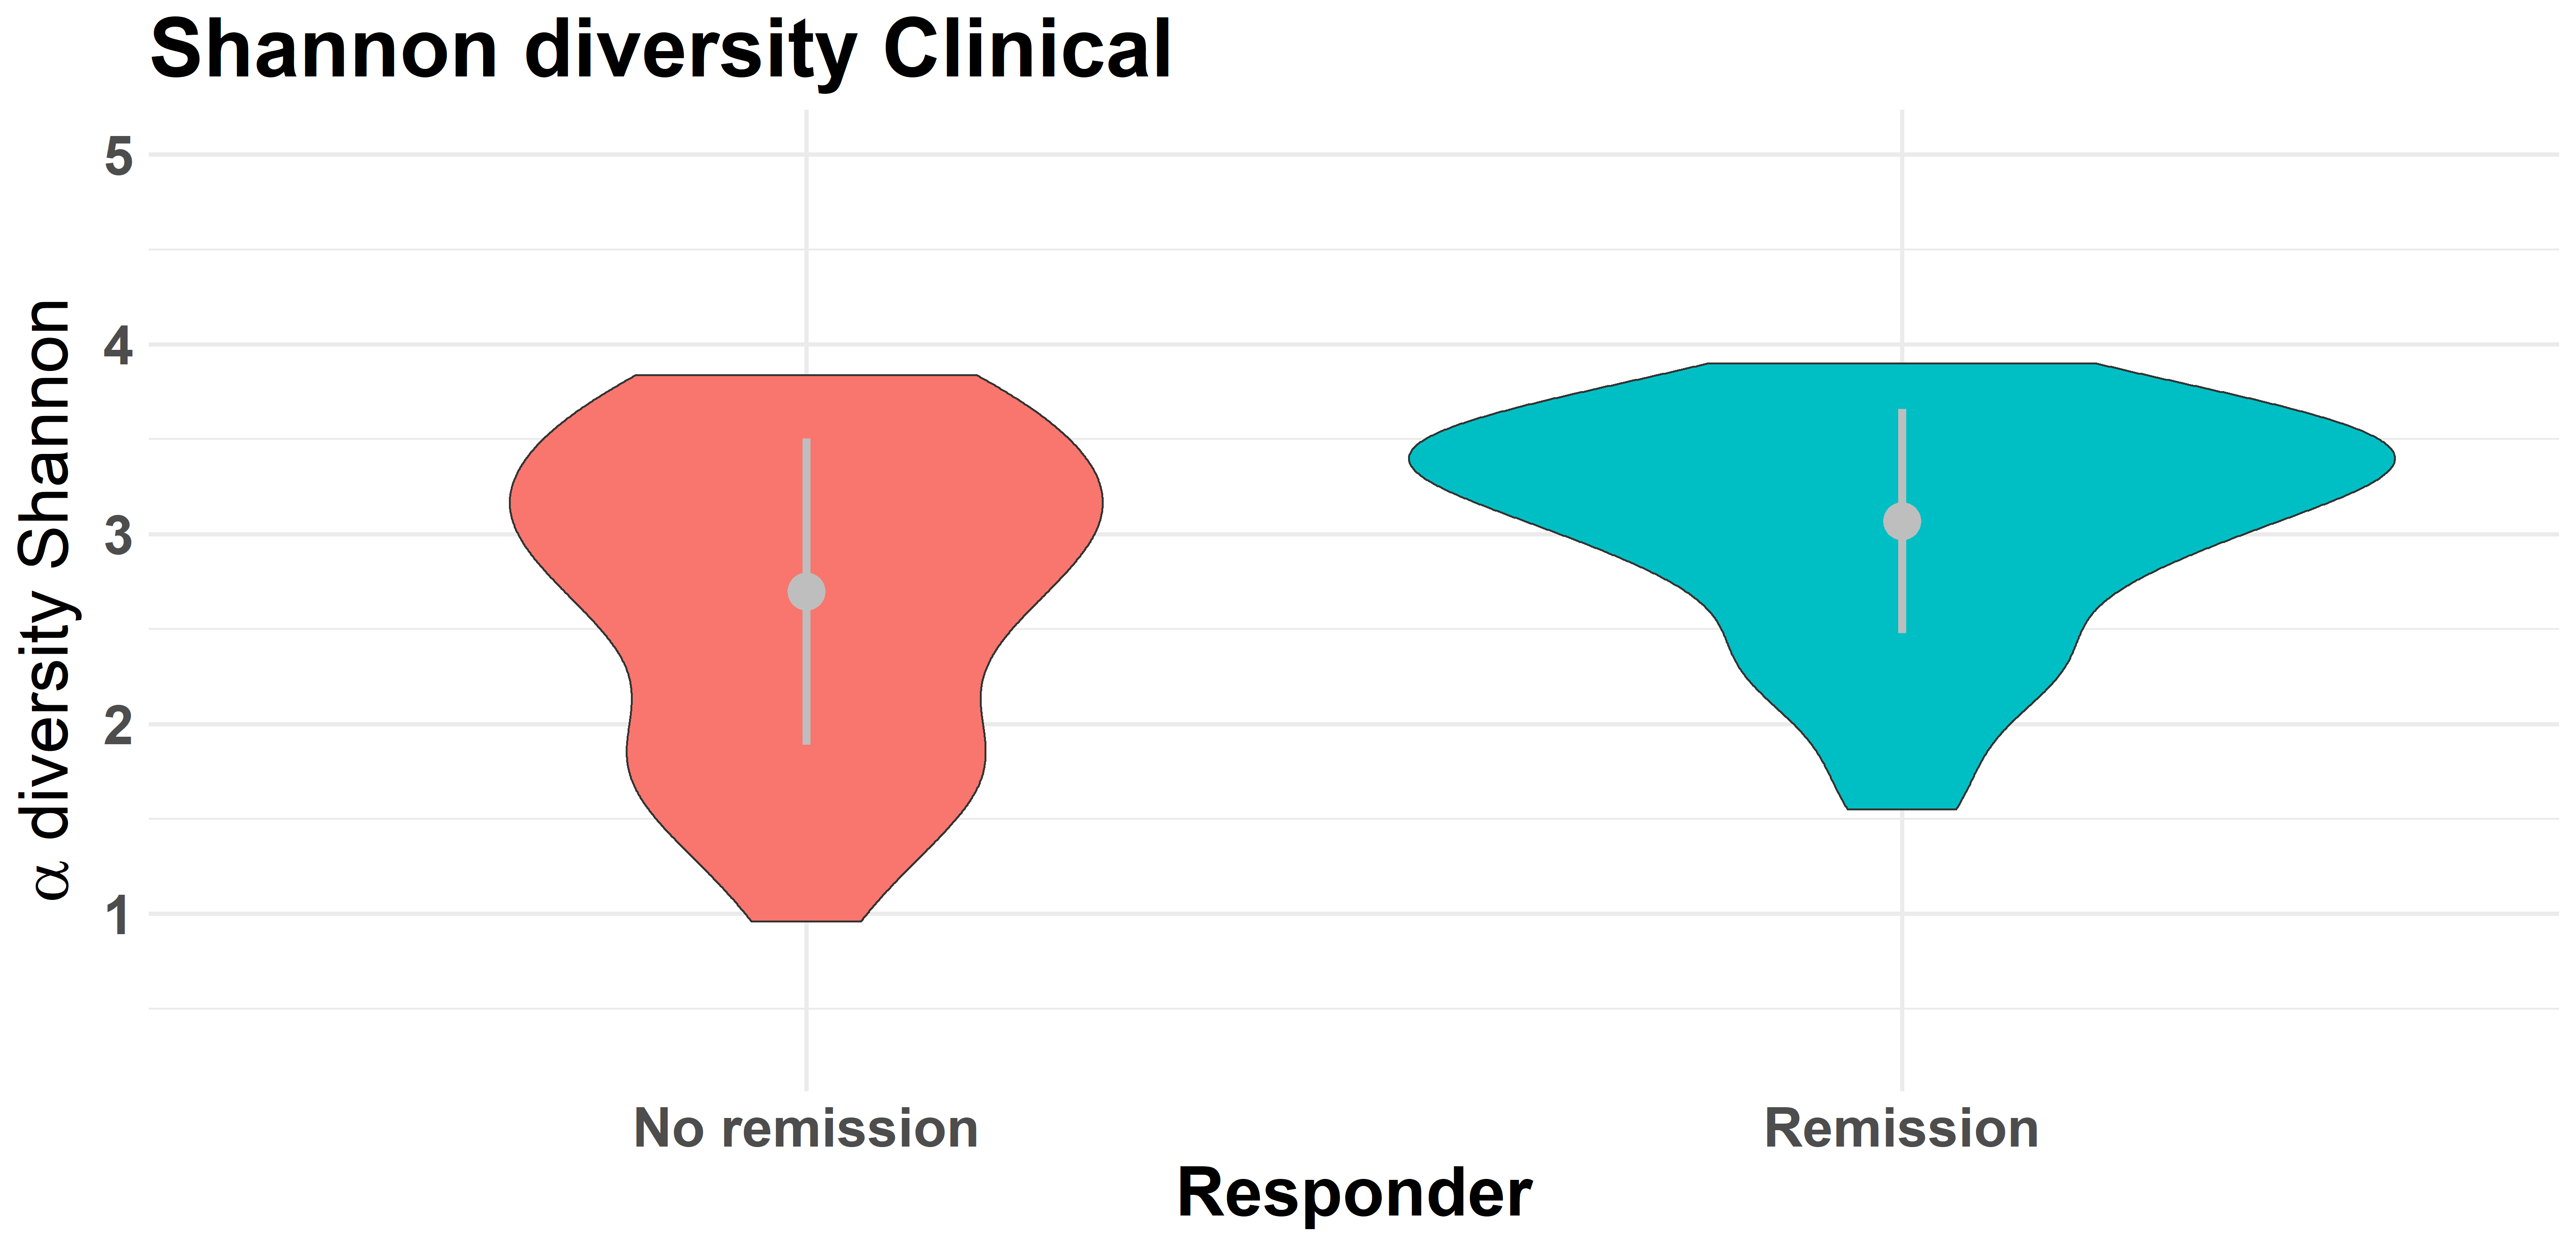 Shannon diversity Clinical
α diversity Shannon
5
4
3
2
1
No remission
Remission
Responder